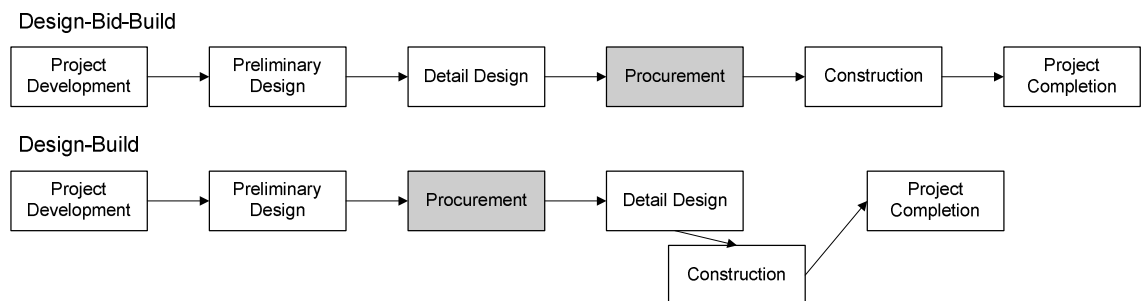 Design-Bid-Build
Project
Development
Preliminary
Design
Detail Design
Procurement
Construction
Project
Completion
Design-Build
Project
Development
Preliminary
Design
Procurement
Detail Design
Project
Completion
Construction